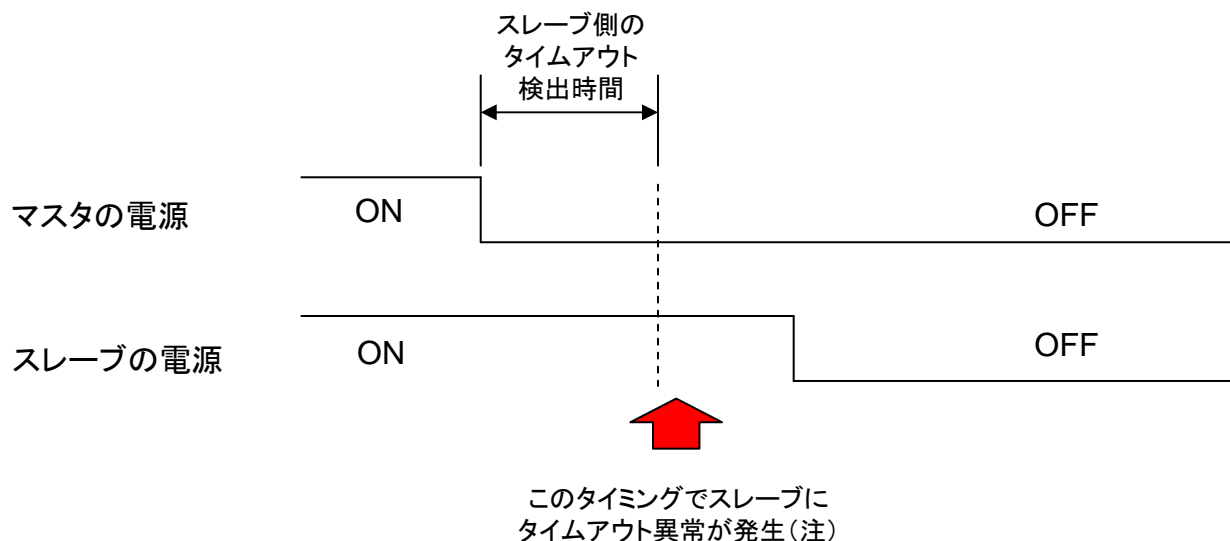 スレーブ側の
タイムアウト
検出時間
マスタの電源
ON
OFF
スレーブの電源
ON
OFF
このタイミングでスレーブに
タイムアウト異常が発生（注）